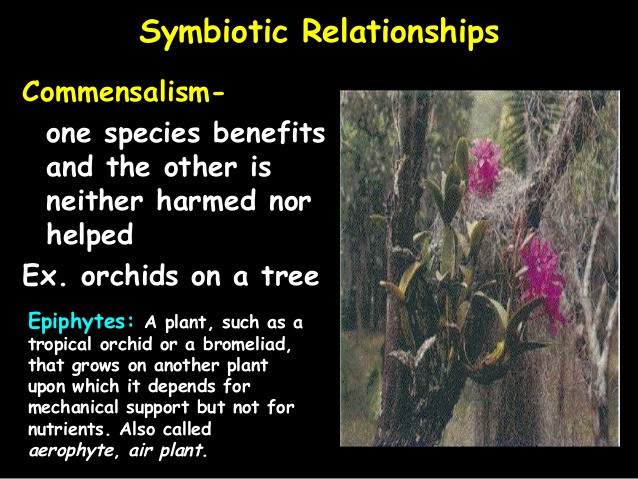 Symbiotic Relationships
Commensalism-
one species benefits
and the other is
neither harmed nor
helped
Ex. orchids on a tree
Epiphytes: A plant, such as a
tropical orchid or a bromeliad,
that grows on another plant
upon which it depends for
mechanical support but not for
nutrients. Also called
aerophyte, air plant.